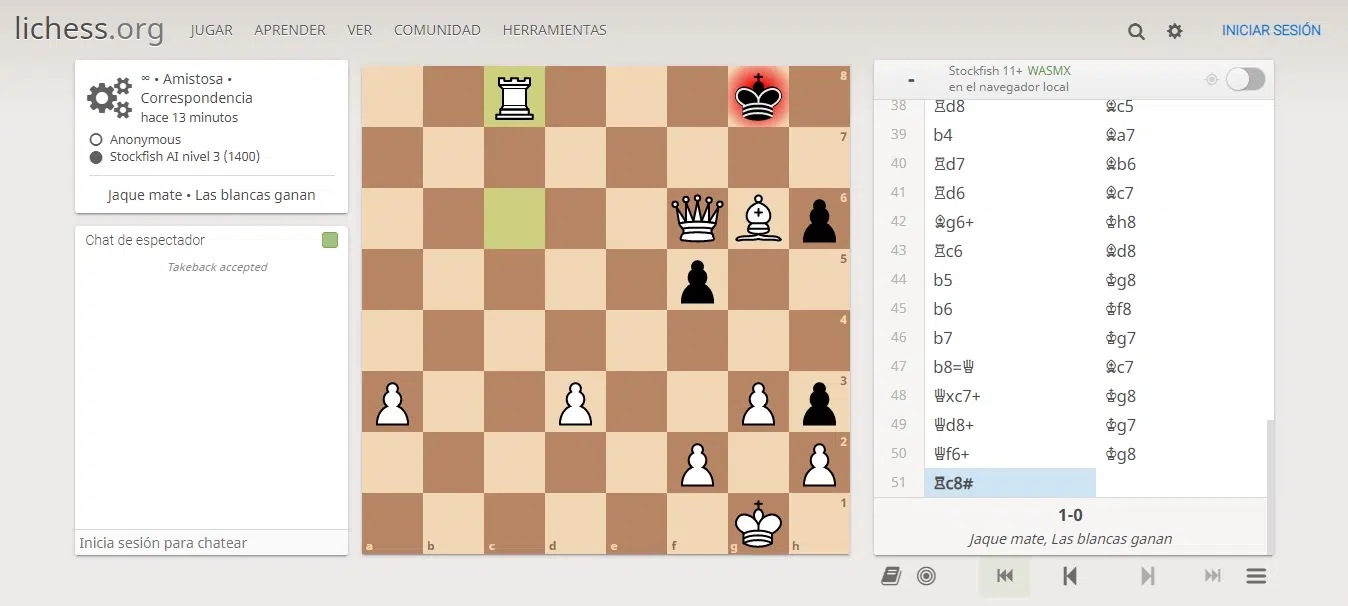 lichess.org
JUGAR APRENDER VER COMUNIDAD HERRAMIENTAS
INICIAR SESIÓN
∞ • Amistosa •
Correspondencia
hace 13 minutos
Anonymous
Stockfish AI nivel 3 (1400)
Jaque mate • Las blancas ganan
Chat de espectador
Takeback accepted
Inicia sesión para chatear
8
7
6
5
4
3
2
1
a b c d e f g h
-
Stockfish 11+ WASMX
en el navegador local
38 ♖d8 ♗c5
39 b4 ♗a7
40 ♖d7 ♗b6
41 ♖d6 ♗c7
42 ♗g6+ ♔h8
43 ♖c6 ♗d8
44 b5 ♔g8
45 b6 ♔f8
46 b7 ♔g7
47 b8=♕ ♗c7
48 ♕xc7+ ♔g8
49 ♕d8+ ♔g7
50 ♕f6+ ♔g8
51 ♖c8#
1-0
Jaque mate, Las blancas ganan